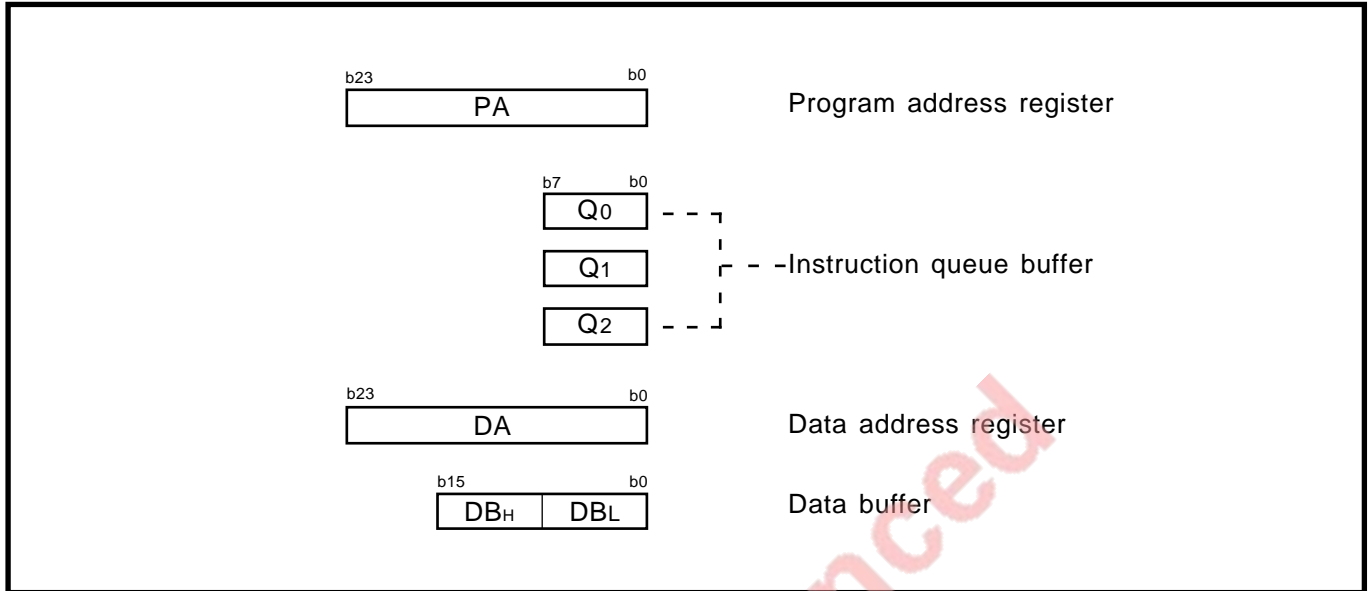 b23 b0
PA Program address register
b7 b0
Q0
Q1 Instruction queue buffer
Q2
b23 b0
DA Data address register
b15 b0
DBH DBL Data buffer